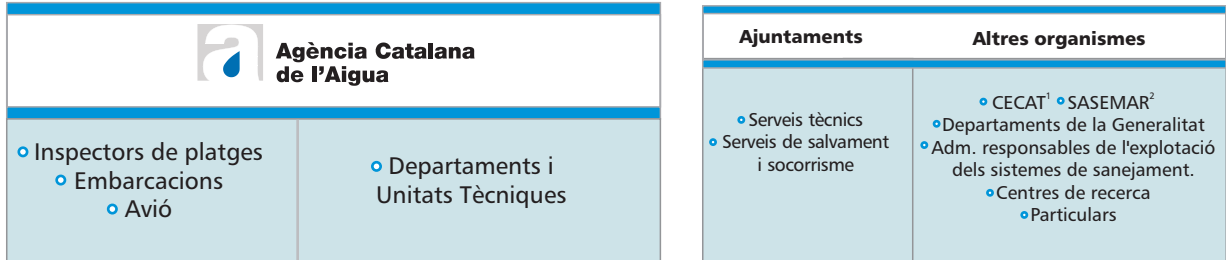 Agència Catalana
de l'Aigua
Inspectors de platges
Embarcacions
Avió
Departaments i
Unitats Tècniques
Ajuntaments
Serveis tècnics
Serveis de salvament
i socorrisme
Altres organismes
CECAT¹ SASEMAR²
Departaments de la Generalitat
Adm. responsables de l'explotació
dels sistemes de sanejament.
Centres de recerca
Particulars